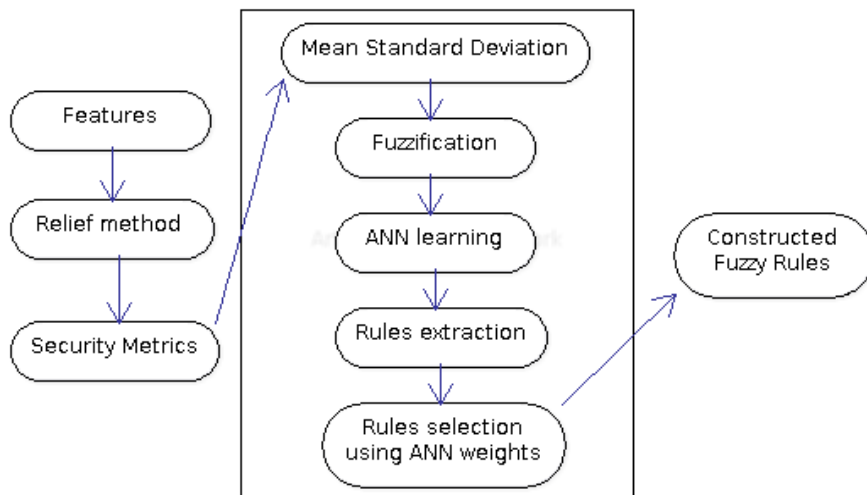 Features
Relief method
Security Metrics
Mean Standard Deviation
Fuzzification
ANN learning
Rules extraction
Rules selection
using ANN weights
Constructed
Fuzzy Rules